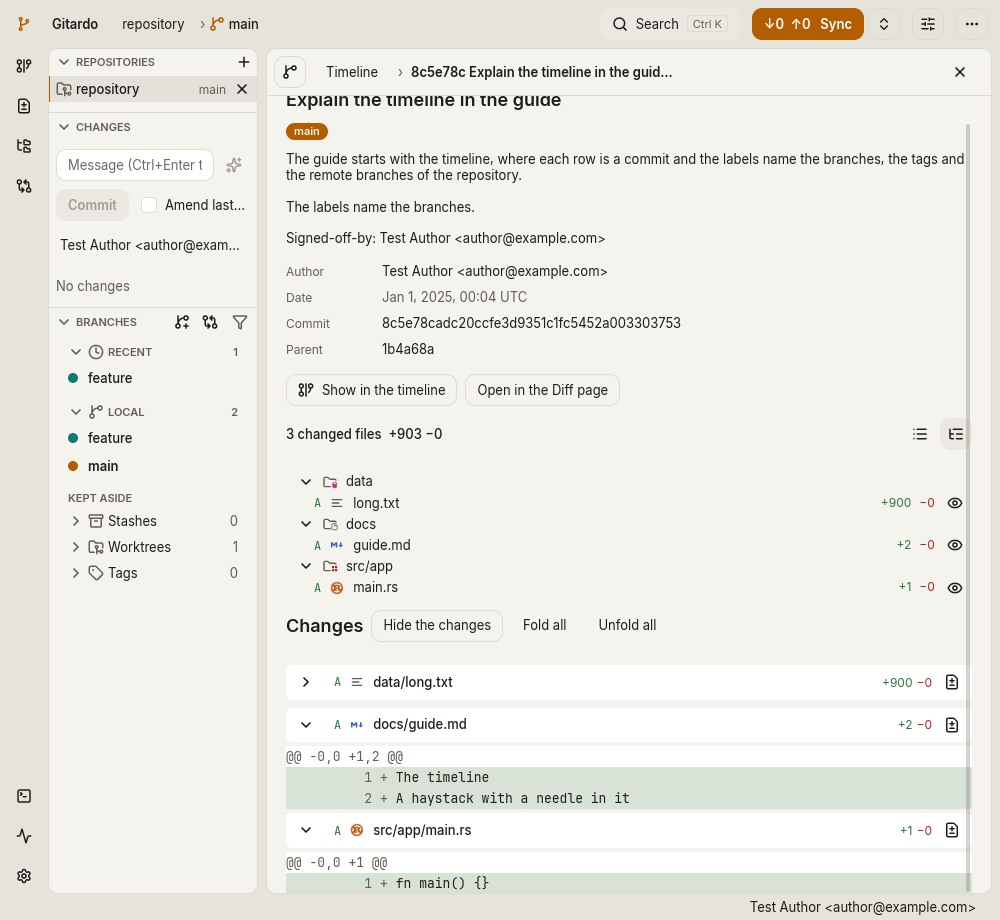 Gitardo
repository
› main
Search Ctrl K
↓0 ↑0 Sync
REPOSITORIES
repository main
CHANGES
Message (Ctrl+Enter t
Commit
Amend last...
Test Author <author@exam...
No changes
BRANCHES
RECENT 1
feature
LOCAL 2
feature
main
KEPT ASIDE
Stashes 0
Worktrees 1
Tags 0
Timeline › 8c5e78c Explain the timeline in the guid...
Explain the timeline in the guide
main
The guide starts with the timeline, where each row is a commit and the labels name the branches, the tags and
the remote branches of the repository.
The labels name the branches.
Signed-off-by: Test Author <author@example.com>
Author Test Author <author@example.com>
Date Jan 1, 2025, 00:04 UTC
Commit 8c5e78cadc20ccfe3d9351c1fc5452a003303753
Parent 1b4a68a
Show in the timeline
Open in the Diff page
3 changed files +903 −0
data
A long.txt +900 −0
docs
A guide.md +2 −0
src/app
A main.rs +1 −0
Changes Hide the changes Fold all Unfold all
A data/long.txt +900 −0
A docs/guide.md +2 −0
@@ -0,0 +1,2 @@
1 + The timeline
2 + A haystack with a needle in it
A src/app/main.rs +1 −0
@@ -0,0 +1 @@
1 + fn main() {}
Test Author <author@example.com>